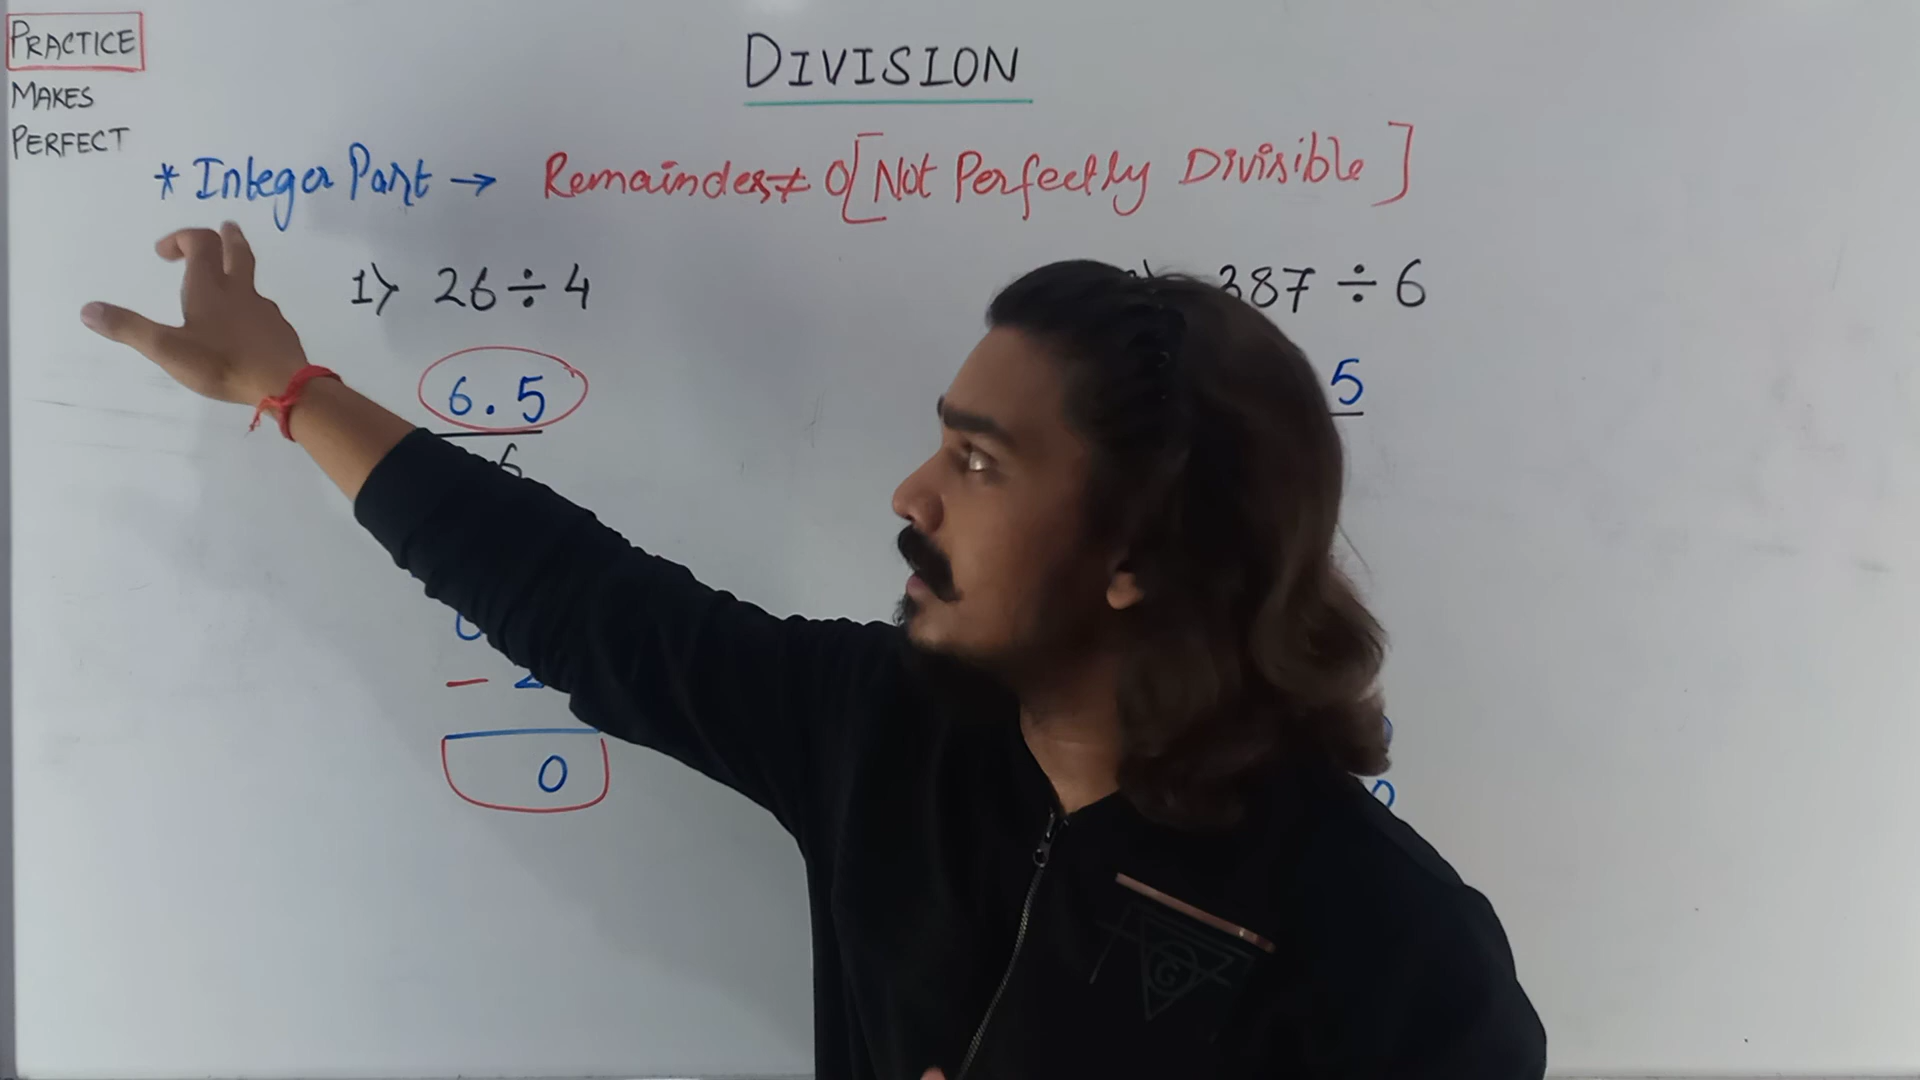 PRACTICE
MAKES
PERFECT
DIVISION
* Integer Part → Remainder ≠ 0 [Not Perfectly Divisible]
1) 26 ÷ 4
387 ÷ 6
6.5
5
6
0